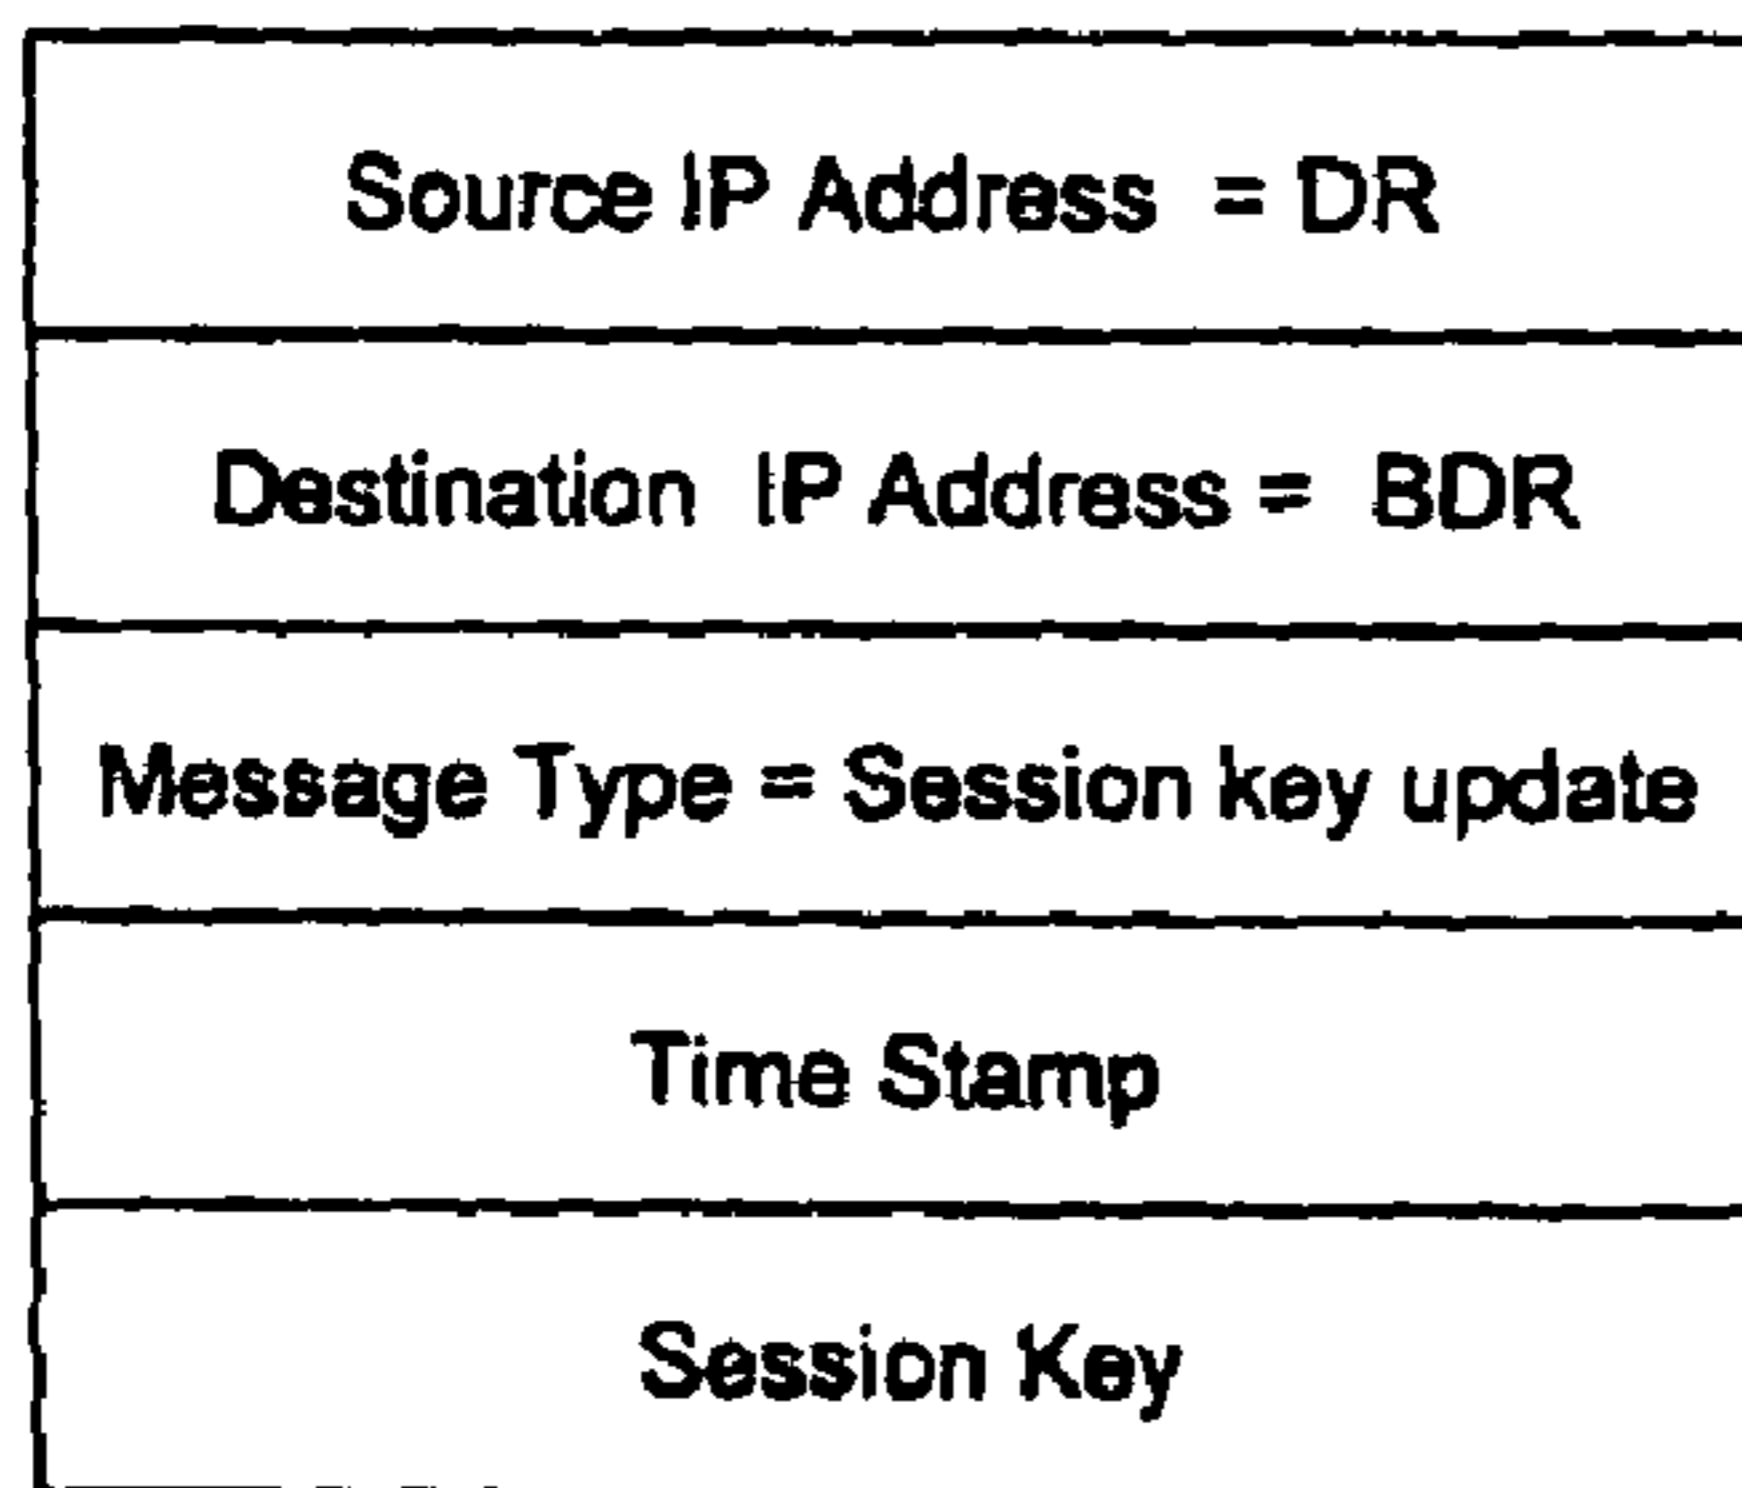 Source IP Address = DR
Destination IP Address = BDR
Message Type = Session key update
Time Stamp
Session Key